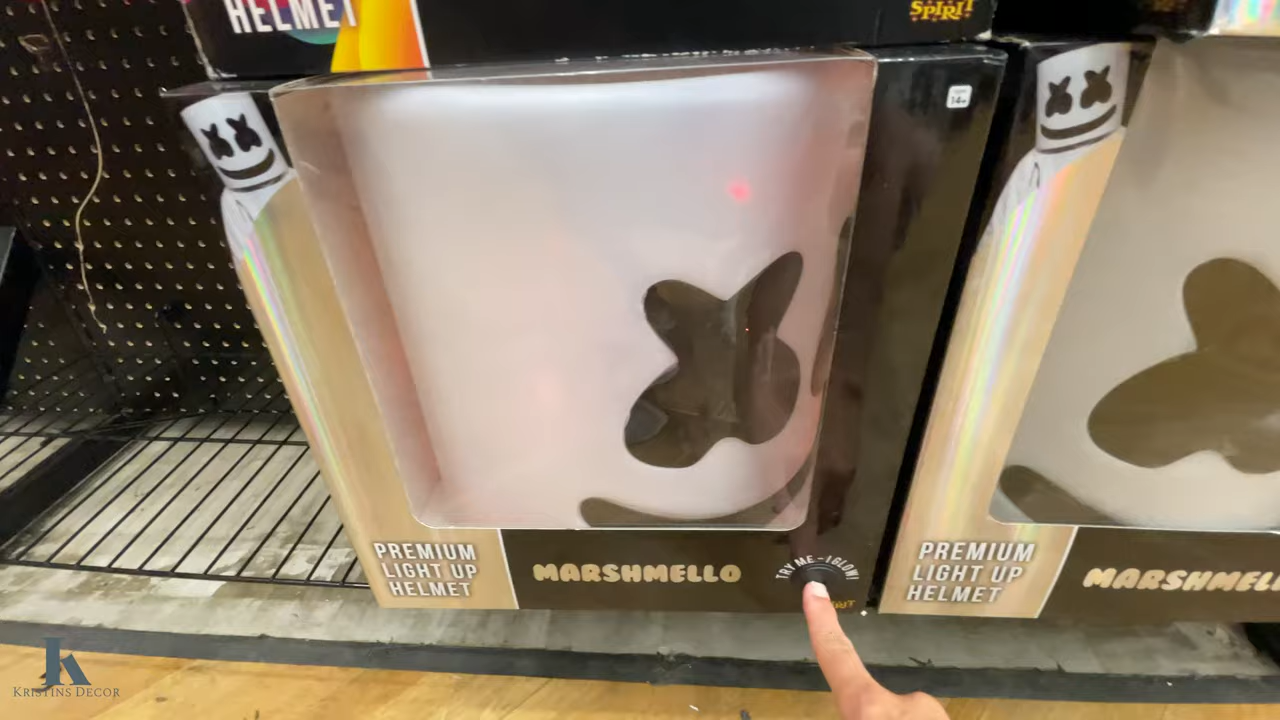 HELMET
SPIRIT
14+
PREMIUM
LIGHT UP
HELMET
MARSHMELLO
TRY ME - I GLOW!
PREMIUM
LIGHT UP
HELMET
MARSHMELL
KRISTINS DECOR